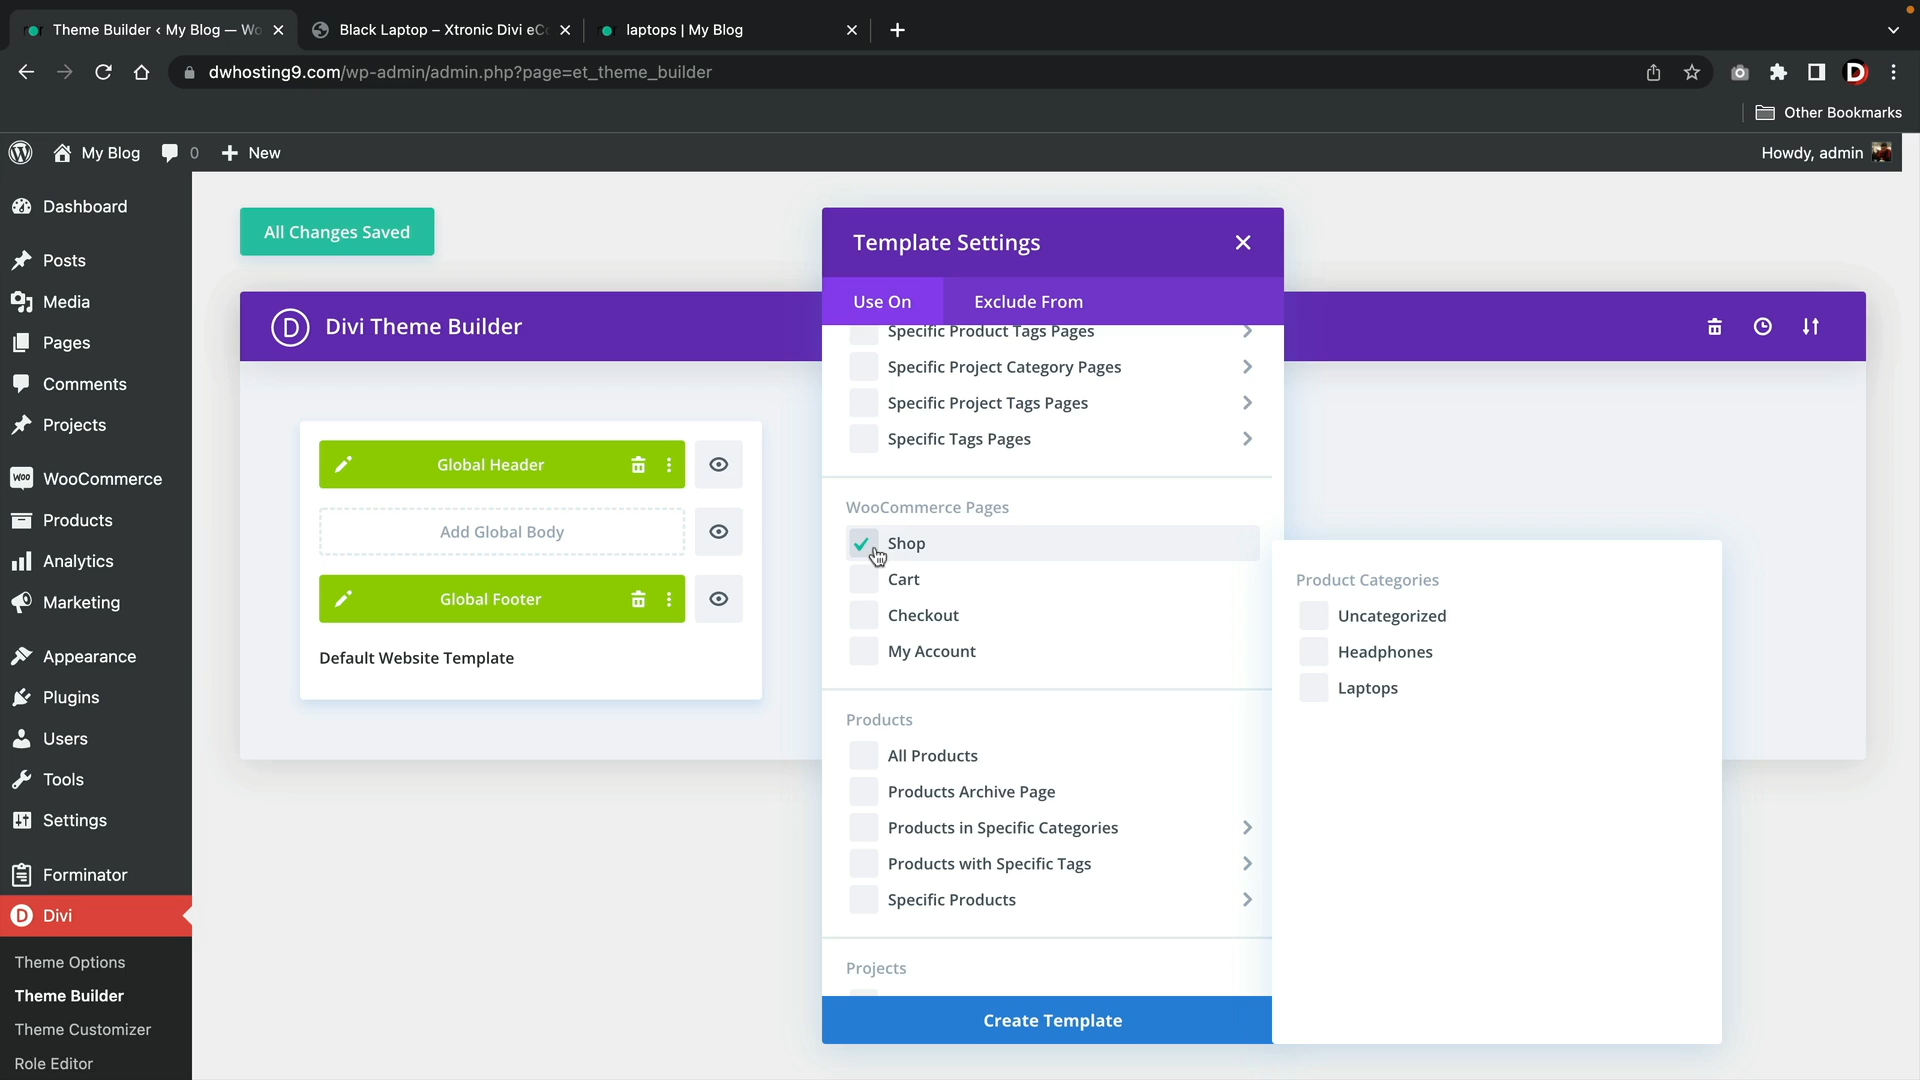 Theme Builder ‹ My Blog — Wo
Black Laptop – Xtronic Divi eCo
laptops | My Blog
dwhosting9.com/wp-admin/admin.php?page=et_theme_builder
Other Bookmarks
My Blog
0
New
Howdy, admin
Dashboard
Posts
Media
Pages
Comments
Projects
WooCommerce
Products
Analytics
Marketing
Appearance
Plugins
Users
Tools
Settings
Forminator
Divi
Theme Options
Theme Builder
Theme Customizer
Role Editor
All Changes Saved
Divi Theme Builder
Global Header
Add Global Body
Global Footer
Default Website Template
Template Settings
Use On
Exclude From
Specific Product Tags Pages
Specific Project Category Pages
Specific Project Tags Pages
Specific Tags Pages
WooCommerce Pages
Shop
Cart
Checkout
My Account
Products
All Products
Products Archive Page
Products in Specific Categories
Products with Specific Tags
Specific Products
Projects
Create Template
Product Categories
Uncategorized
Headphones
Laptops